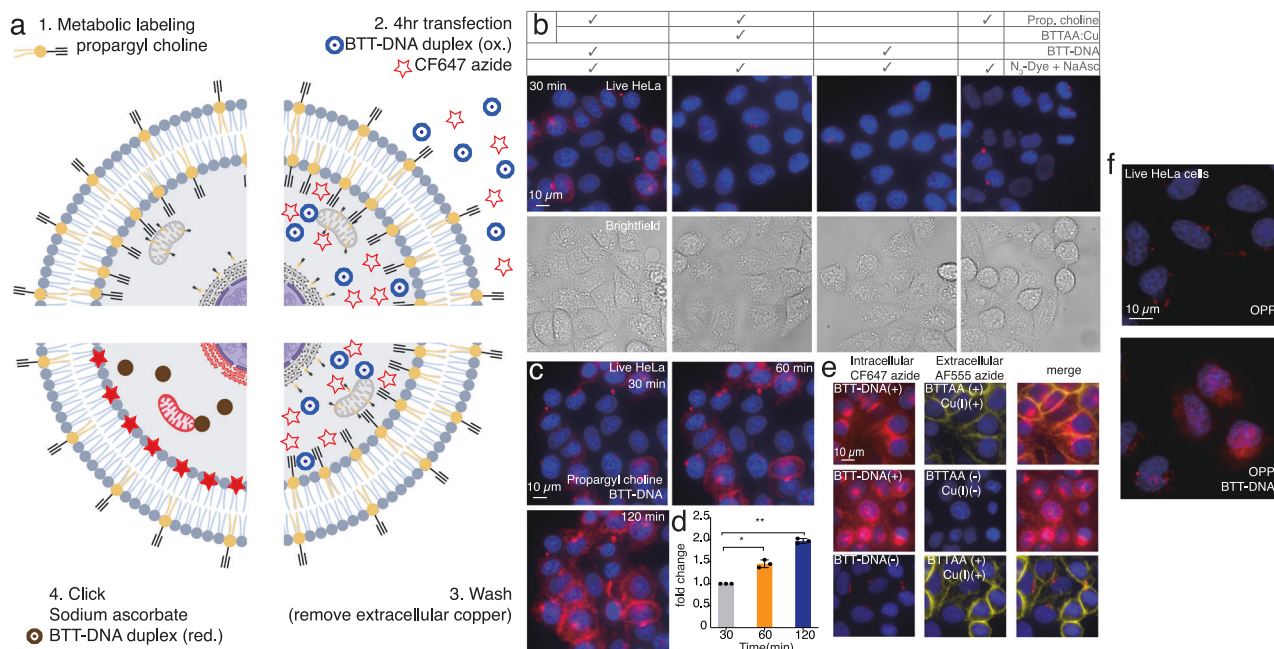 a
1. Metabolic labeling
propargyl choline
2. 4hr transfection
BTT-DNA duplex (ox.)
CF647 azide
4. Click
Sodium ascorbate
BTT-DNA duplex (red.)
3. Wash
(remove extracellular copper)
b
✓ ✓ ✓ Prop. choline
✓ BTTAA:Cu
✓ ✓ BTT-DNA
✓ ✓ ✓ ✓ N3-Dye + NaAsc
30 min
Live HeLa
10 µm
Brightfield
c
Live HeLa
30 min
60 min
10 µm
Propargyl choline
BTT-DNA
120 min
d
fold change
2.5
2.0
1.5
1.0
0.5
0
*
**
30 60 120
Time(min)
e
Intracellular
CF647 azide
Extracellular
AF555 azide
merge
BTT-DNA(+)
BTTAA (+)
Cu(I)(+)
10 µm
BTT-DNA(+)
BTTAA (-)
Cu(I)(-)
BTT-DNA(-)
BTTAA (+)
Cu(I)(+)
f
Live HeLa cells
10 µm
OPP
OPP
BTT-DNA